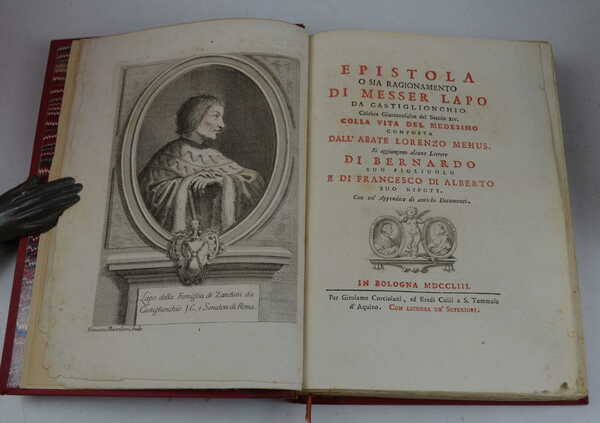 Lapo della Famiglia di Zanchini da
Castiglionchio J.C. e Senatore di Roma.
EPISTOLA
O SIA RAGIONAMENTO
DI MESSER LAPO
DA CASTIGLIONCHIO
Celebre Giureconsulto del Secolo XIV.
COLLA VITA DEL MEDESIMO
COMPOSTA
DALL' ABATE LORENZO MEHUS.
Si aggiungono alcune Lettere
DI BERNARDO
SUO FIGLIUOLO
E DI FRANCESCO DI ALBERTO
SUO NIPOTE.
Con un' Appendice di antichi Documenti.
IN BOLOGNA MDCCLIII.
Per Girolamo Corciolani, ed Eredi Colli a S. Tommaso
d'Aquino. CON LICENZA DE' SUPERIORI.